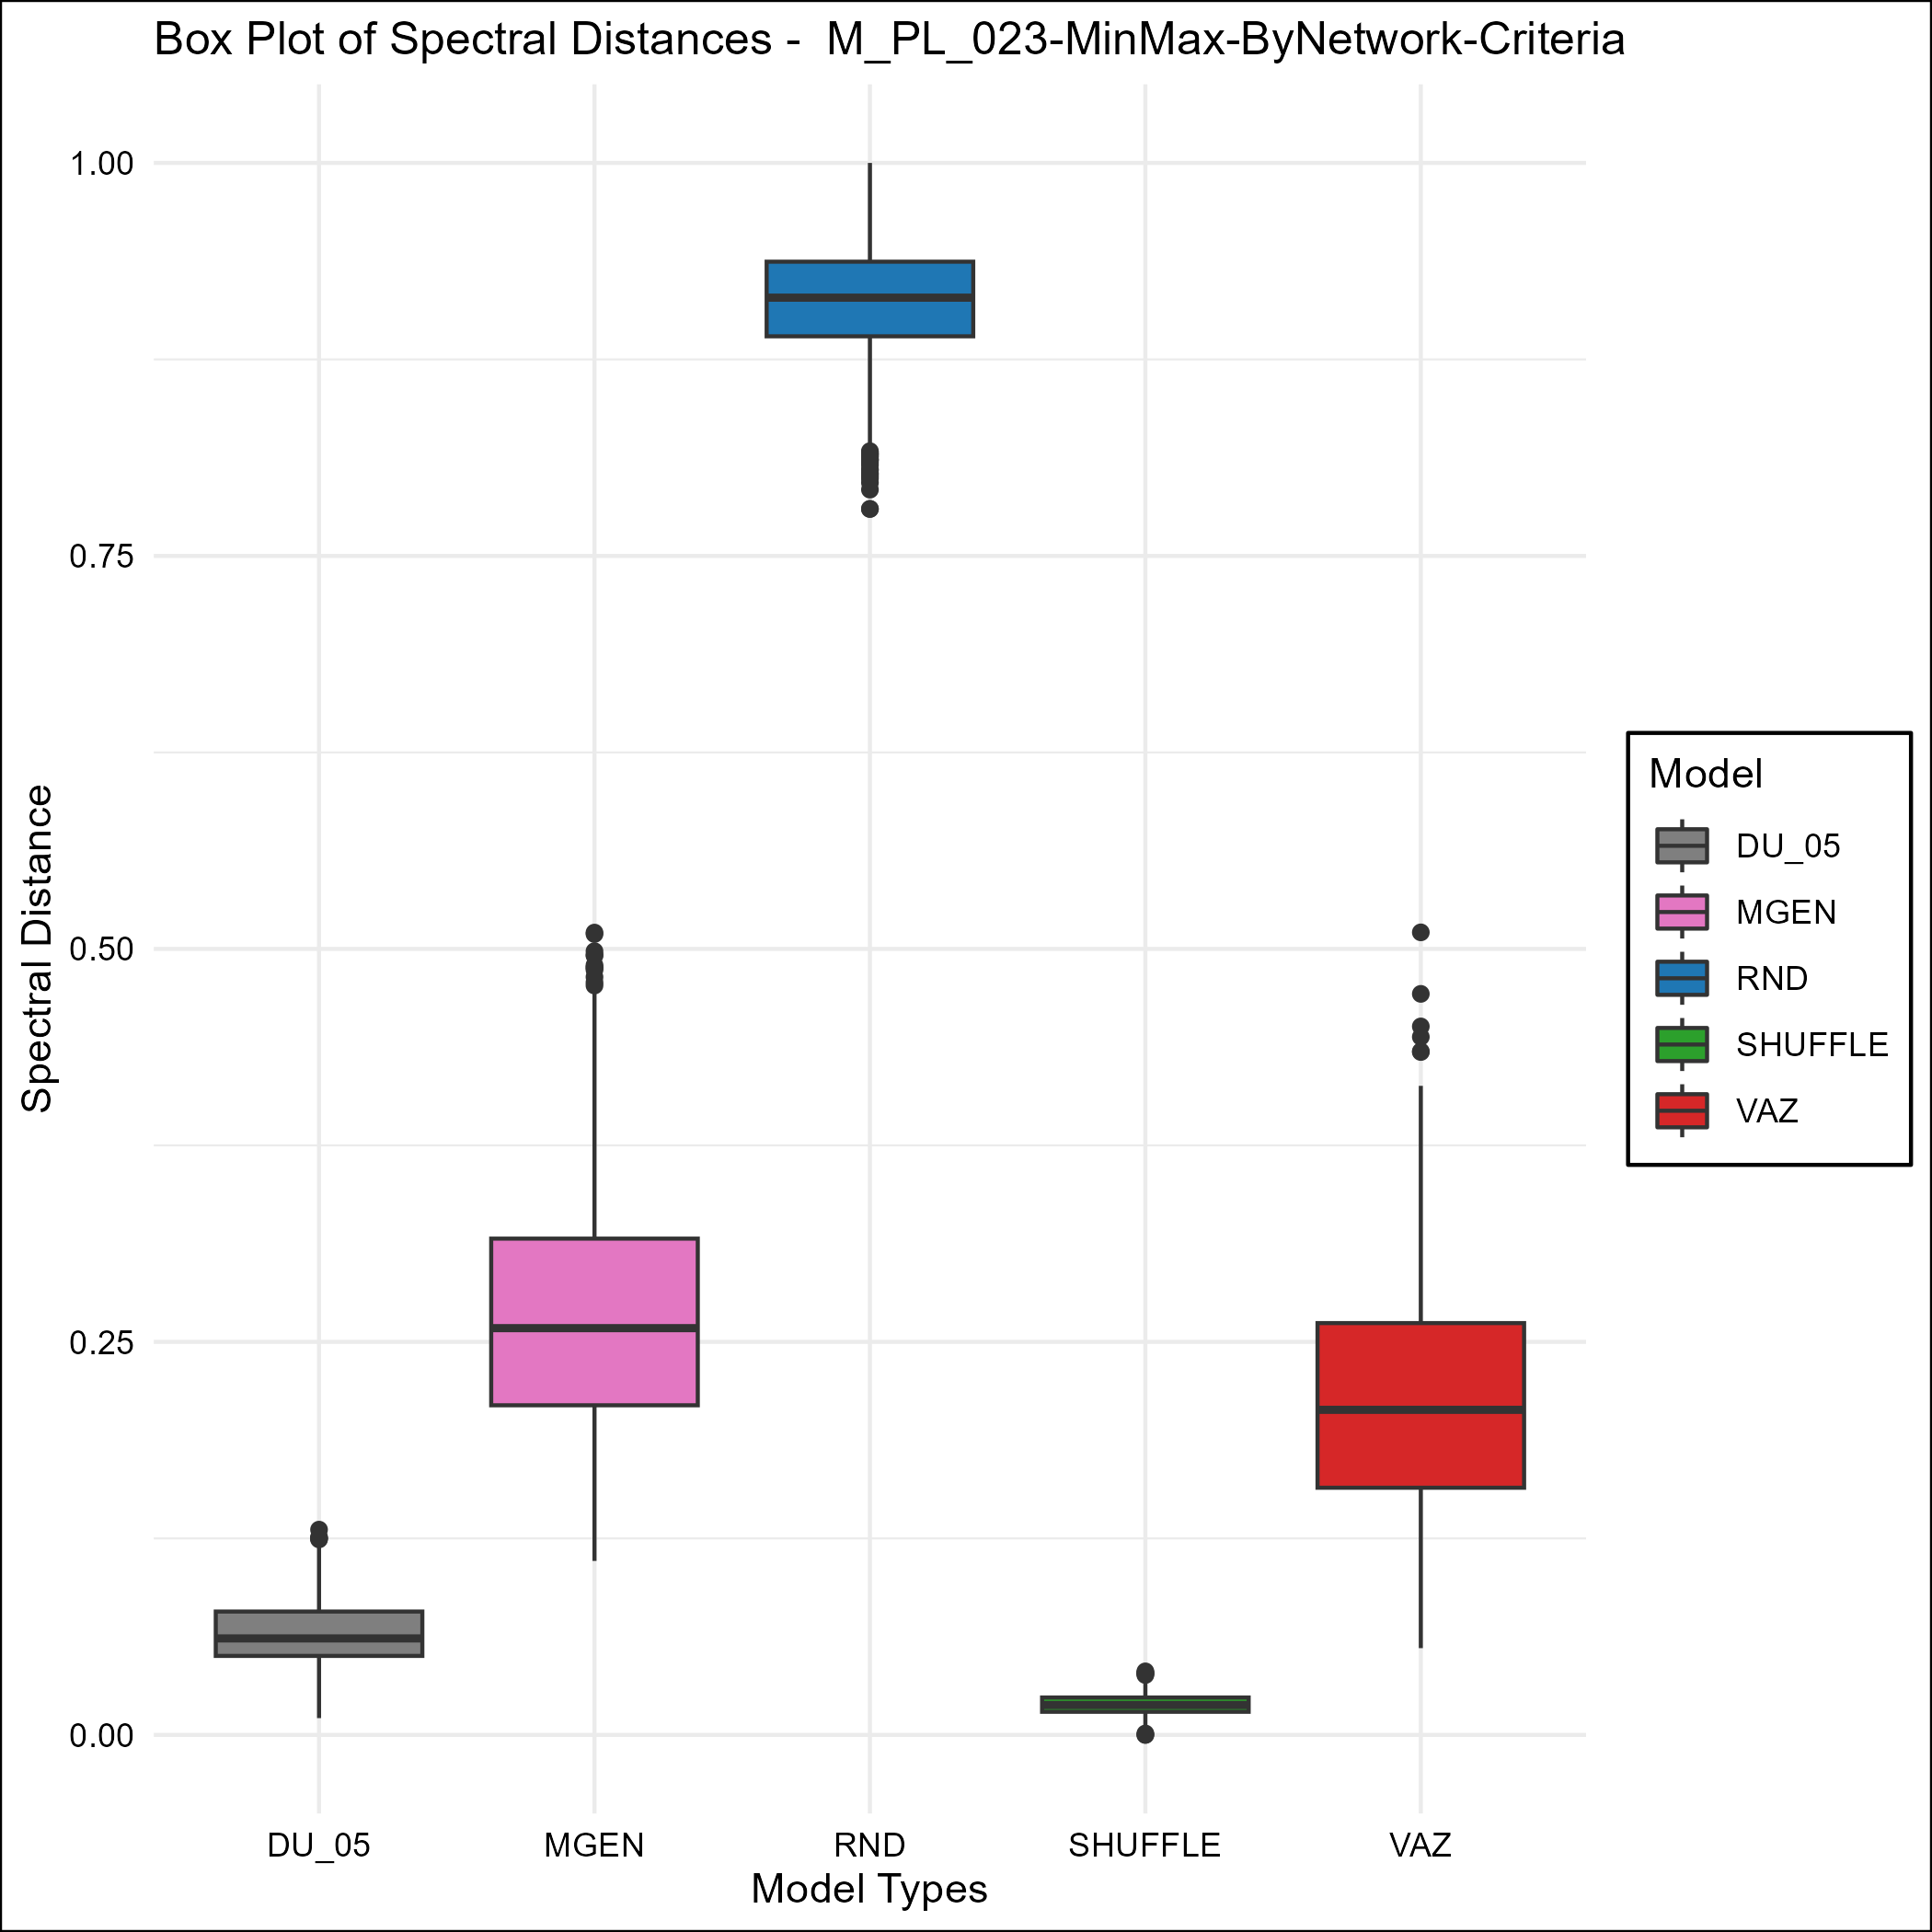 Box Plot of Spectral Distances -  M_PL_023-MinMax-ByNetwork-Criteria
Spectral Distance
1.00
0.75
0.50
0.25
0.00
DU_05 MGEN RND SHUFFLE VAZ
Model Types
Model
DU_05
MGEN
RND
SHUFFLE
VAZ